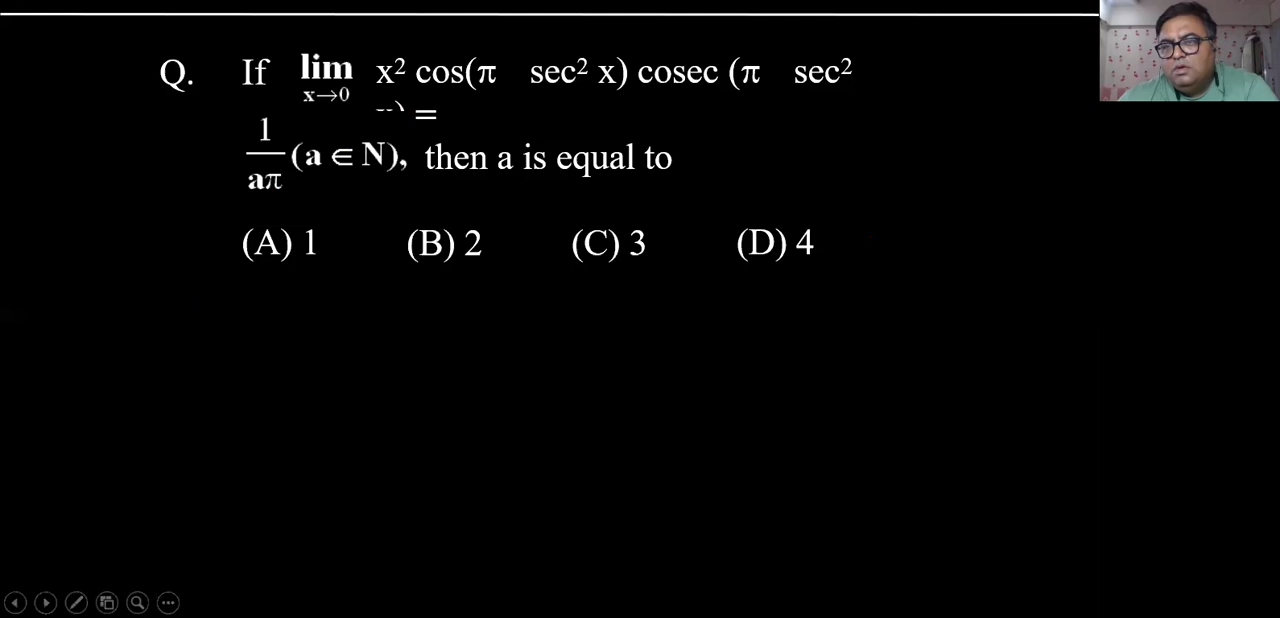 Q. If lim x→0 x² cos(π sec² x) cosec (π sec²
=
1/aπ (a ∈ N), then a is equal to
(A) 1 (B) 2 (C) 3 (D) 4